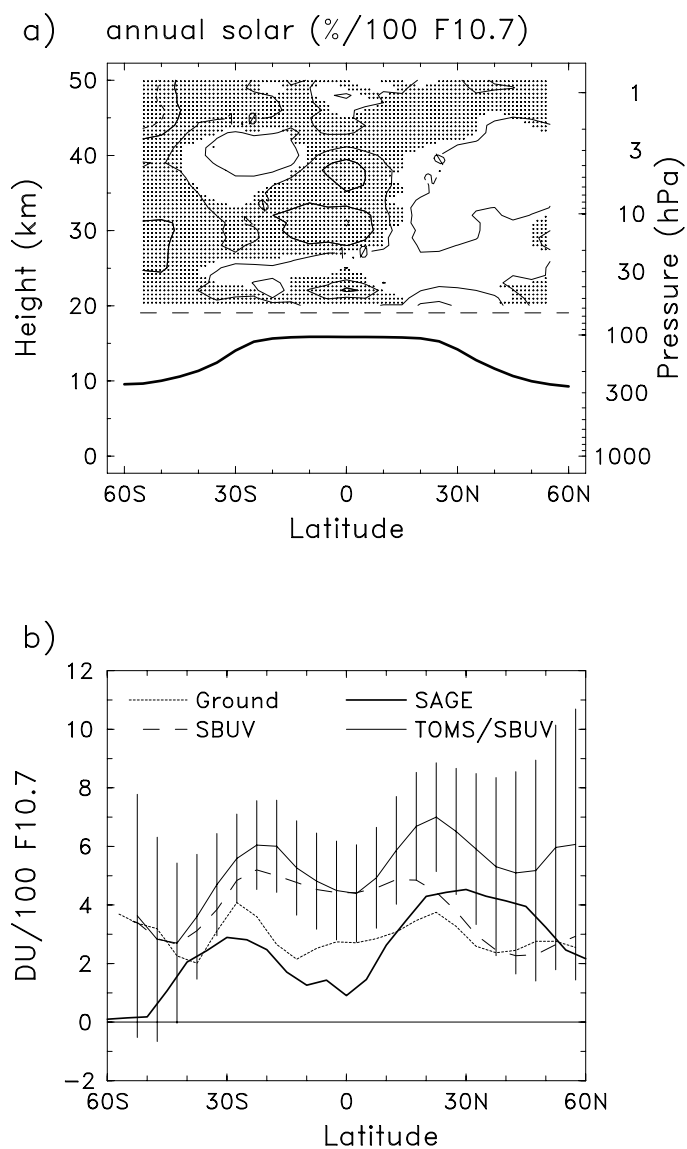 a) annual solar (%/100 F10.7)
50
40
30
20
10
0
Height (km)
1
3
10
30
100
300
1000
Pressure (hPa)
1.0
2.0
1.0
60S 30S 0 30N 60N
Latitude
b)
12
10
8
6
4
2
0
−2
DU/100 F10.7
Ground SAGE
SBUV TOMS/SBUV
60S 30S 0 30N 60N
Latitude